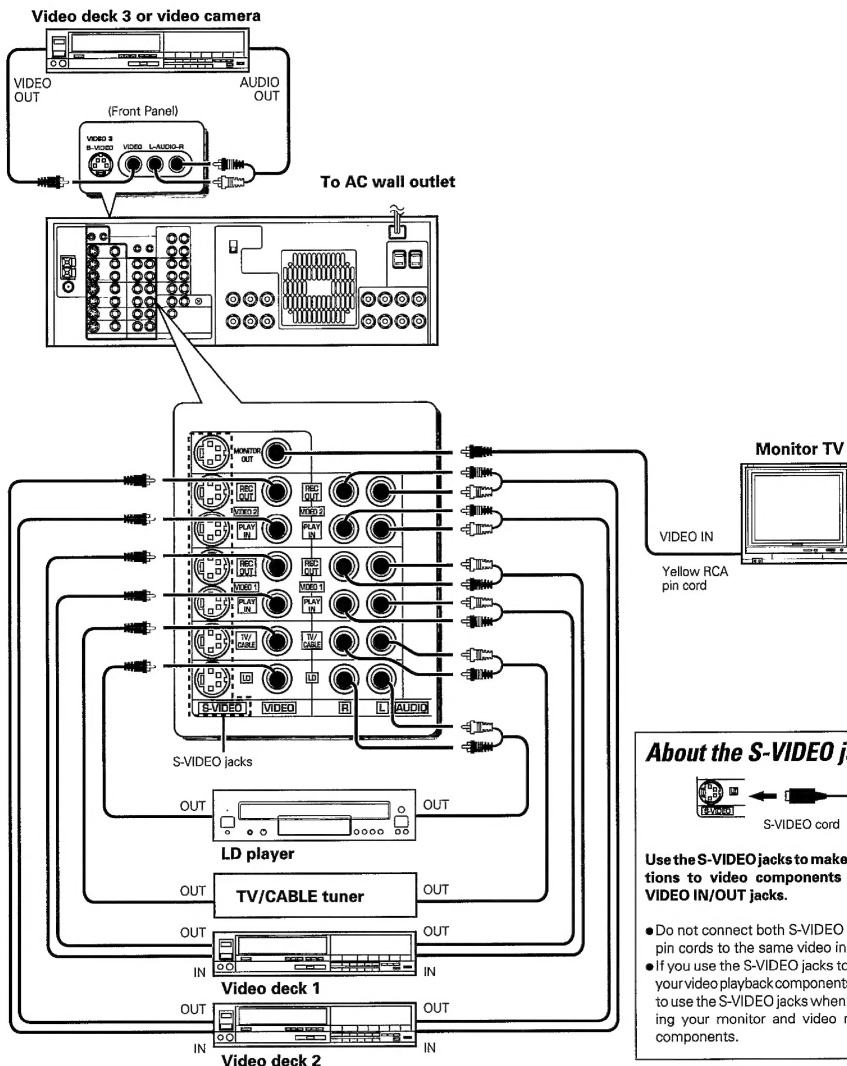 Video deck 3 or video camera
VIDEO
OUT
AUDIO
OUT
(Front Panel)
VIDEO 3
S-VIDEO
VIDEO L-AUDIO-R
To AC wall outlet
MONITOR
OUT
REC
OUT
REC
OUT
VIDEO 2
VIDEO 2
PLAY
IN
PLAY
IN
REC
OUT
REC
OUT
VIDEO 1
VIDEO 1
PLAY
IN
PLAY
IN
TV/
CABLE
TV/
CABLE
LD
LD
S-VIDEO
VIDEO
R
L
AUDIO
S-VIDEO jacks
Monitor TV
VIDEO IN
Yellow RCA
pin cord
OUT
OUT
LD player
OUT
TV/CABLE tuner
OUT
OUT
OUT
IN
IN
Video deck 1
OUT
OUT
IN
IN
Video deck 2
About the S-VIDEO j
LD
S-VIDEO
S-VIDEO cord
Use the S-VIDEO jacks to make
tions to video components
VIDEO IN/OUT jacks.
● Do not connect both S-VIDEO
pin cords to the same video in
● If you use the S-VIDEO jacks to
your video playback components
to use the S-VIDEO jacks when
ing your monitor and video r
components.